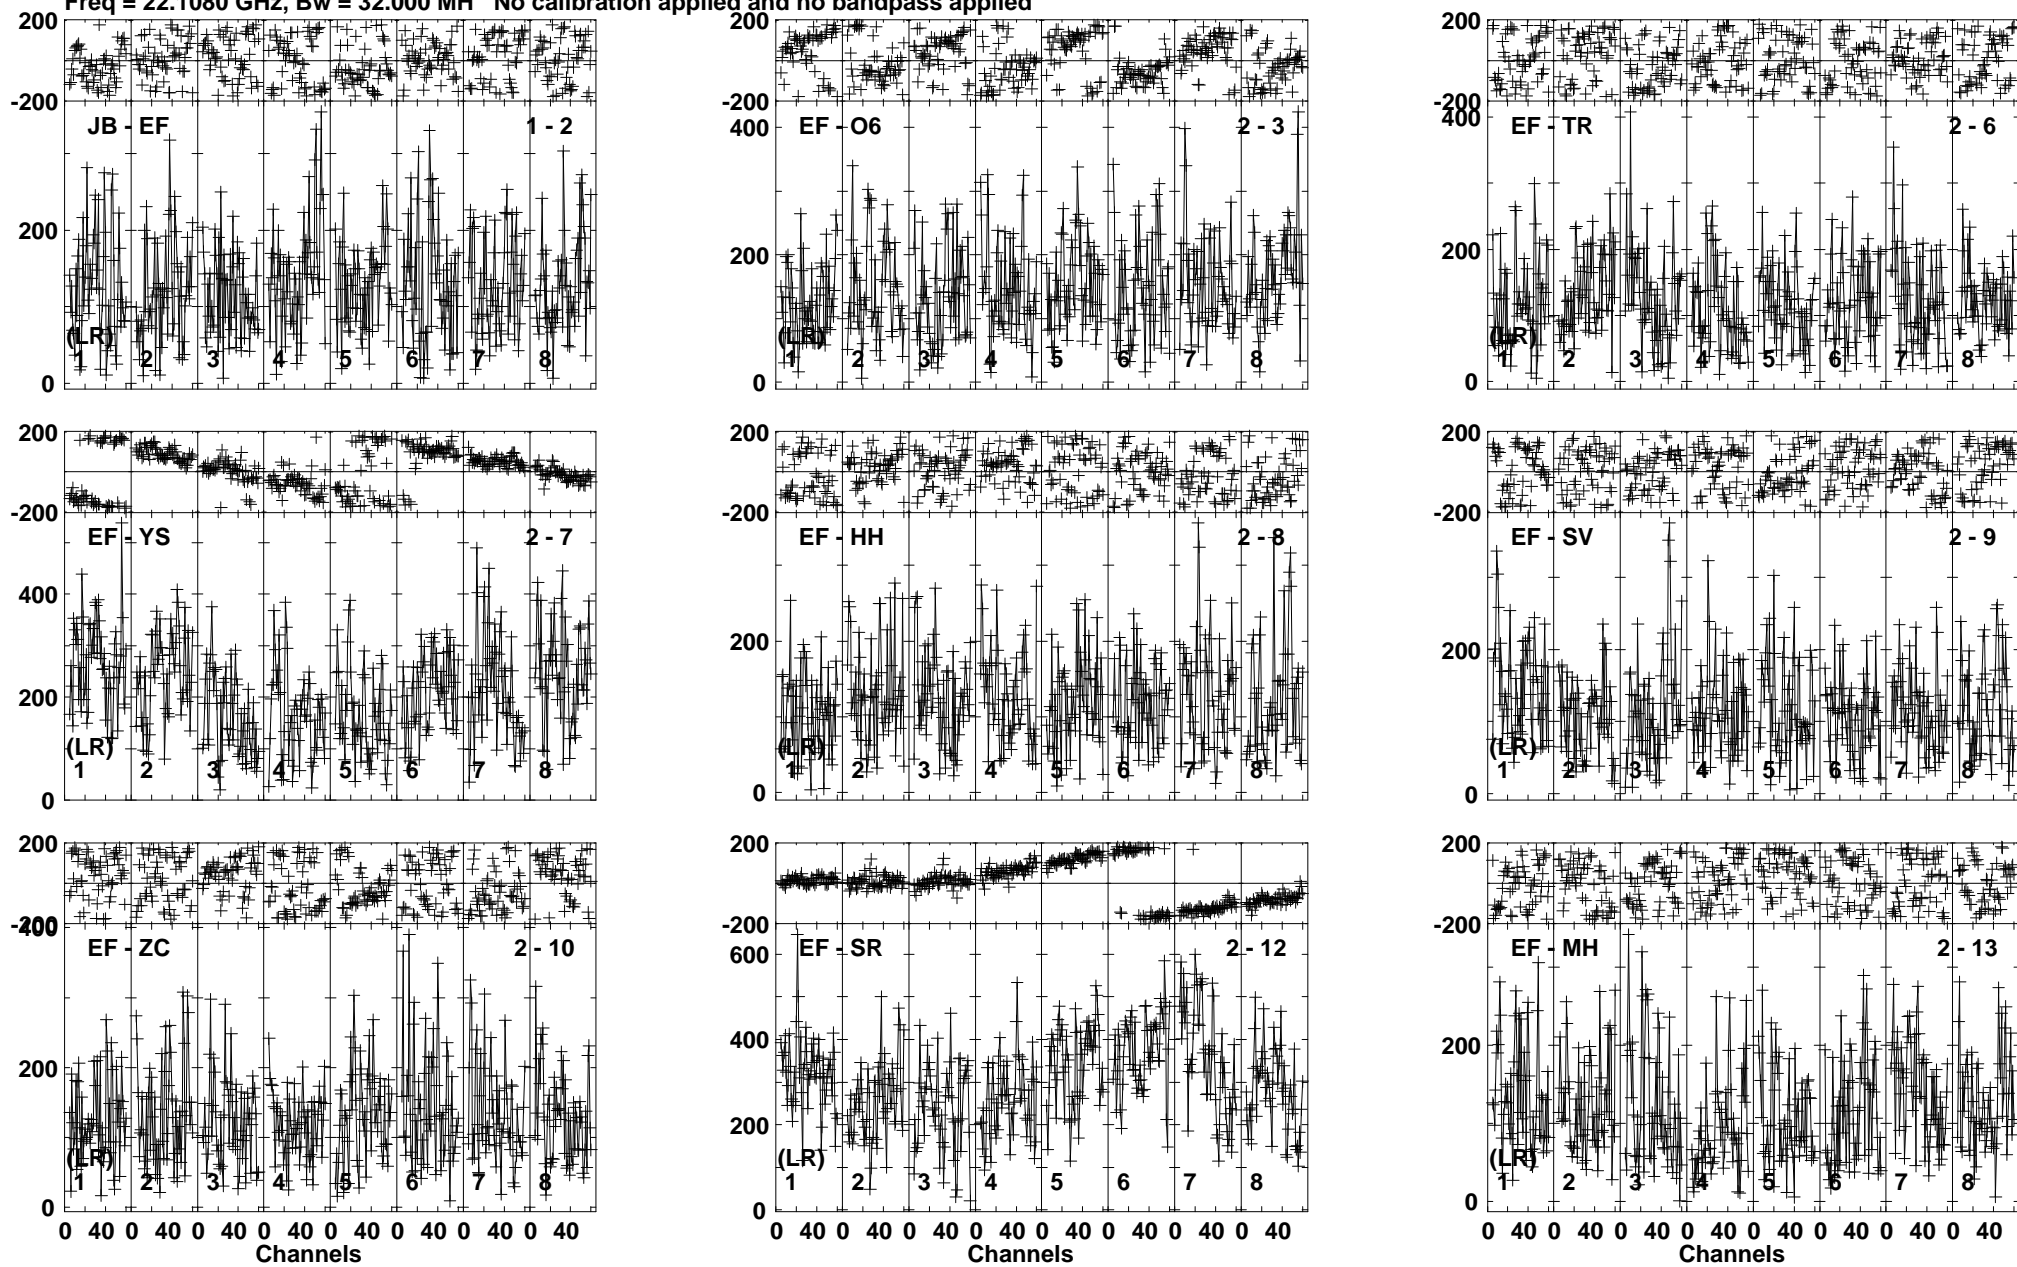 Freq = 22.1080 GHz, Bw = 32.000 MH No calibration applied and no bandpass applied
200 200 200
-200 -200 -200
JB - EF 1 - 2 EF - O6 2 - 3 EF - TR 2 - 6
400 400
200 200 200
(LR) (LR) (LR)
1 2 3 4 5 6 7 8 1 2 3 4 5 6 7 8 1 2 3 4 5 6 7 8
0 0 0
200 200 200
-200 -200 -200
EF - YS 2 - 7 EF - HH 2 - 8 EF - SV 2 - 9
400
200 200 200
(LR) (LR) (LR)
1 2 3 4 5 6 7 8 1 2 3 4 5 6 7 8 1 2 3 4 5 6 7 8
0 0 0
200 200 200
-200 -200 -200
400
EF - ZC 2 - 10 EF - SR 2 - 12 EF - MH 2 - 13
600
400
200 200 200
(LR) (LR) (LR)
1 2 3 4 5 6 7 8 1 2 3 4 5 6 7 8 1 2 3 4 5 6 7 8
0 0 0
0 40 0 40 0 40 0 40 0 40 0 40 0 40 0 40 0 40 0 40 0 40 0 40 0 40 0 40 0 40 0 40 0 40 0 40 0 40 0 40 0 40 0 40 0 40 0 40
Channels Channels Channels